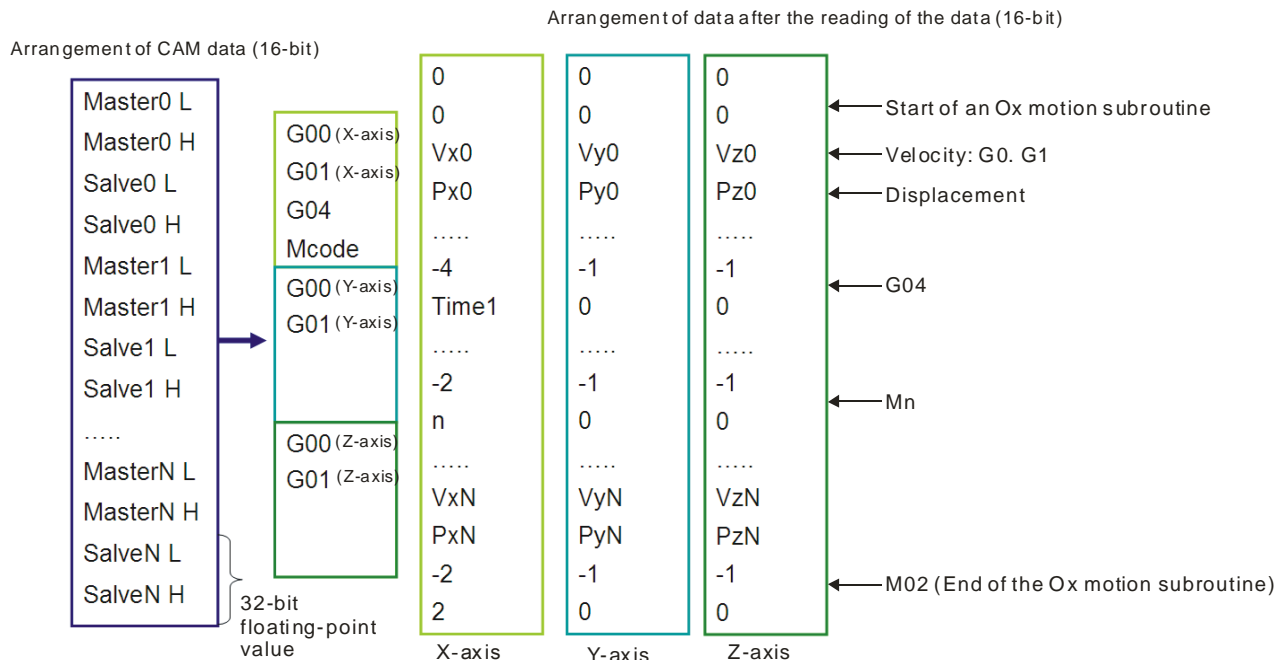 Arrangement of data after the reading of the data (16-bit)
Arrangement of CAM data (16-bit)
Master0 L
Master0 H
Salve0 L
Salve0 H
Master1 L
Master1 H
Salve1 L
Salve1 H
.....
MasterN L
MasterN H
SalveN L
SalveN H
32-bit
floating-point
value
G00 (X-axis)
G01 (X-axis)
G04
Mcode
G00 (Y-axis)
G01 (Y-axis)
G00 (Z-axis)
G01 (Z-axis)
0
0
Vx0
Px0
.....
-4
Time1
.....
-2
n
.....
VxN
PxN
-2
2
X-axis
0
0
Vy0
Py0
.....
-1
0
.....
-1
0
.....
VyN
PyN
-1
0
Y-axis
0
0
Vz0
Pz0
.....
-1
0
.....
-1
0
.....
VzN
PzN
-1
0
Z-axis
Start of an Ox motion subroutine
Velocity: G0. G1
Displacement
G04
Mn
M02 (End of the Ox motion subroutine)